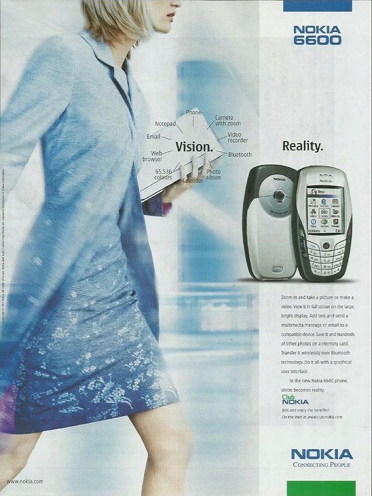 NOKIA
6600
Phone
Notepad
Camera
with zoom
Email
Video
recorder
Vision.
Reality.
Web
browser
Bluetooth
65,536
colours
Photo
album
Calendar
NOKIA
Zoom in and take a picture or make a
video. View it in full colour on the large,
bright display. Add text and send a
multimedia message or email to a
compatible device. Save it and hundreds
of other photos on a memory card.
Transfer it wirelessly over Bluetooth
technology. Do it all with a graphical
user interface.
In the new Nokia 6600 phone,
vision becomes reality.
Club
NOKIA
Join and enjoy the benefits!
On the Web at www.club.nokia.com
NOKIA
CONNECTING PEOPLE
www.nokia.com